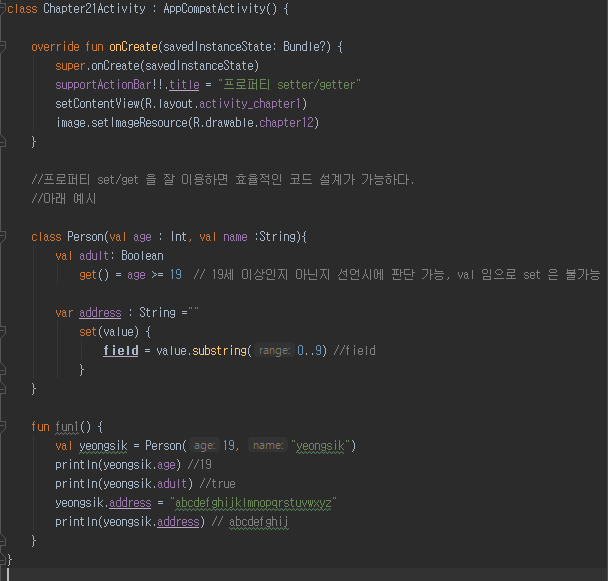 class Chapter21Activity : AppCompatActivity() {
override fun onCreate(savedInstanceState: Bundle?) {
super.onCreate(savedInstanceState)
supportActionBar!!.title = "프로퍼티 setter/getter"
setContentView(R.layout.activity_chapter1)
image.setImageResource(R.drawable.chapter12)
}
//프로퍼티 set/get 을 잘 이용하면 효율적인 코드 설계가 가능하다.
//아래 예시
class Person(val age : Int, val name :String){
val adult: Boolean
get() = age >= 19 // 19세 이상인지 아닌지 선언시에 판단 가능, val 임으로 set 은 불가능
var address : String =""
set(value) {
field = value.substring( range: 0..9) //field
}
}
fun fun1() {
val yeongsik = Person( age: 19, name: "yeongsik")
println(yeongsik.age) //19
println(yeongsik.adult) //true
yeongsik.address = "abcdefghijklmnopqrstuvwxyz"
println(yeongsik.address) // abcdefghij
}
}